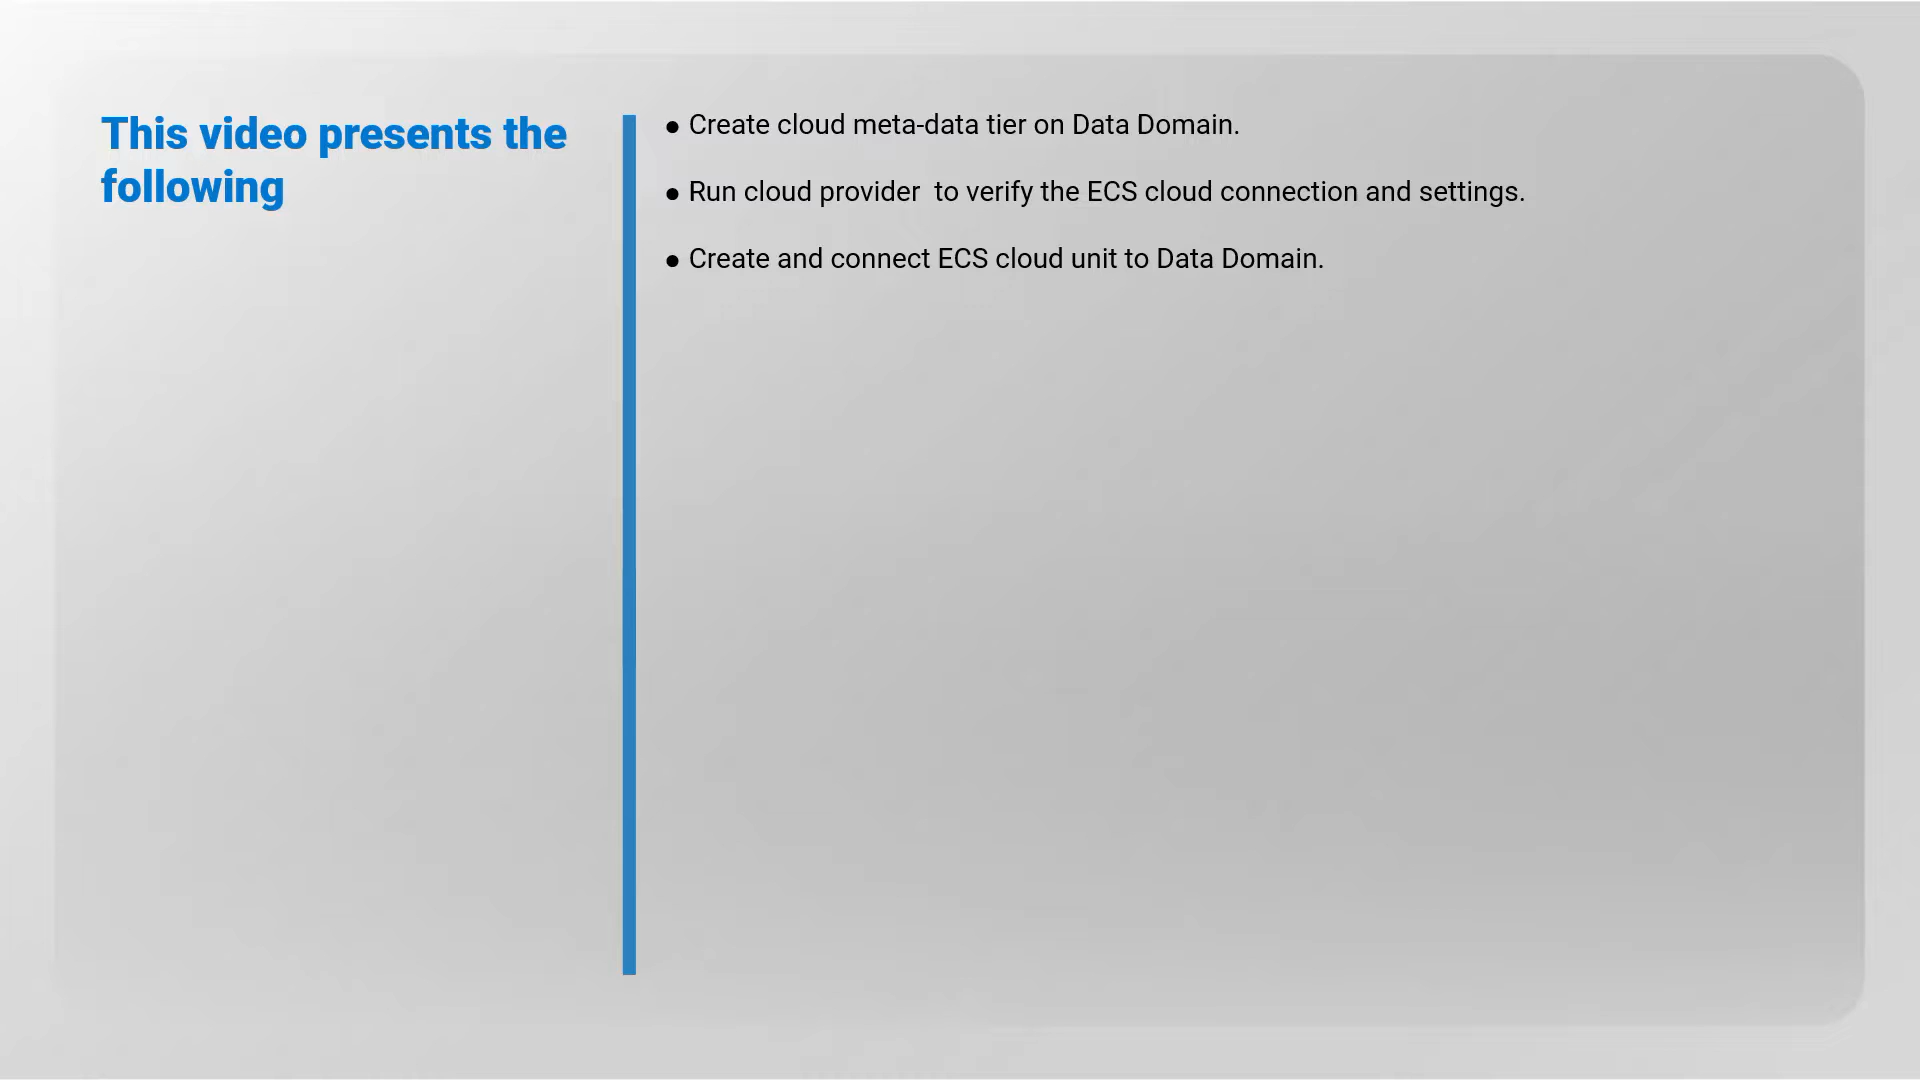 This video presents the
following
● Create cloud meta-data tier on Data Domain.
● Run cloud provider  to verify the ECS cloud connection and settings.
● Create and connect ECS cloud unit to Data Domain.